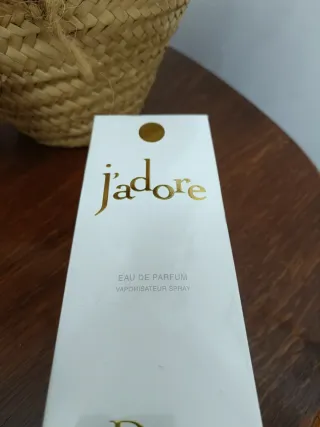 j'adore
EAU DE PARFUM
VAPORISATEUR SPRAY